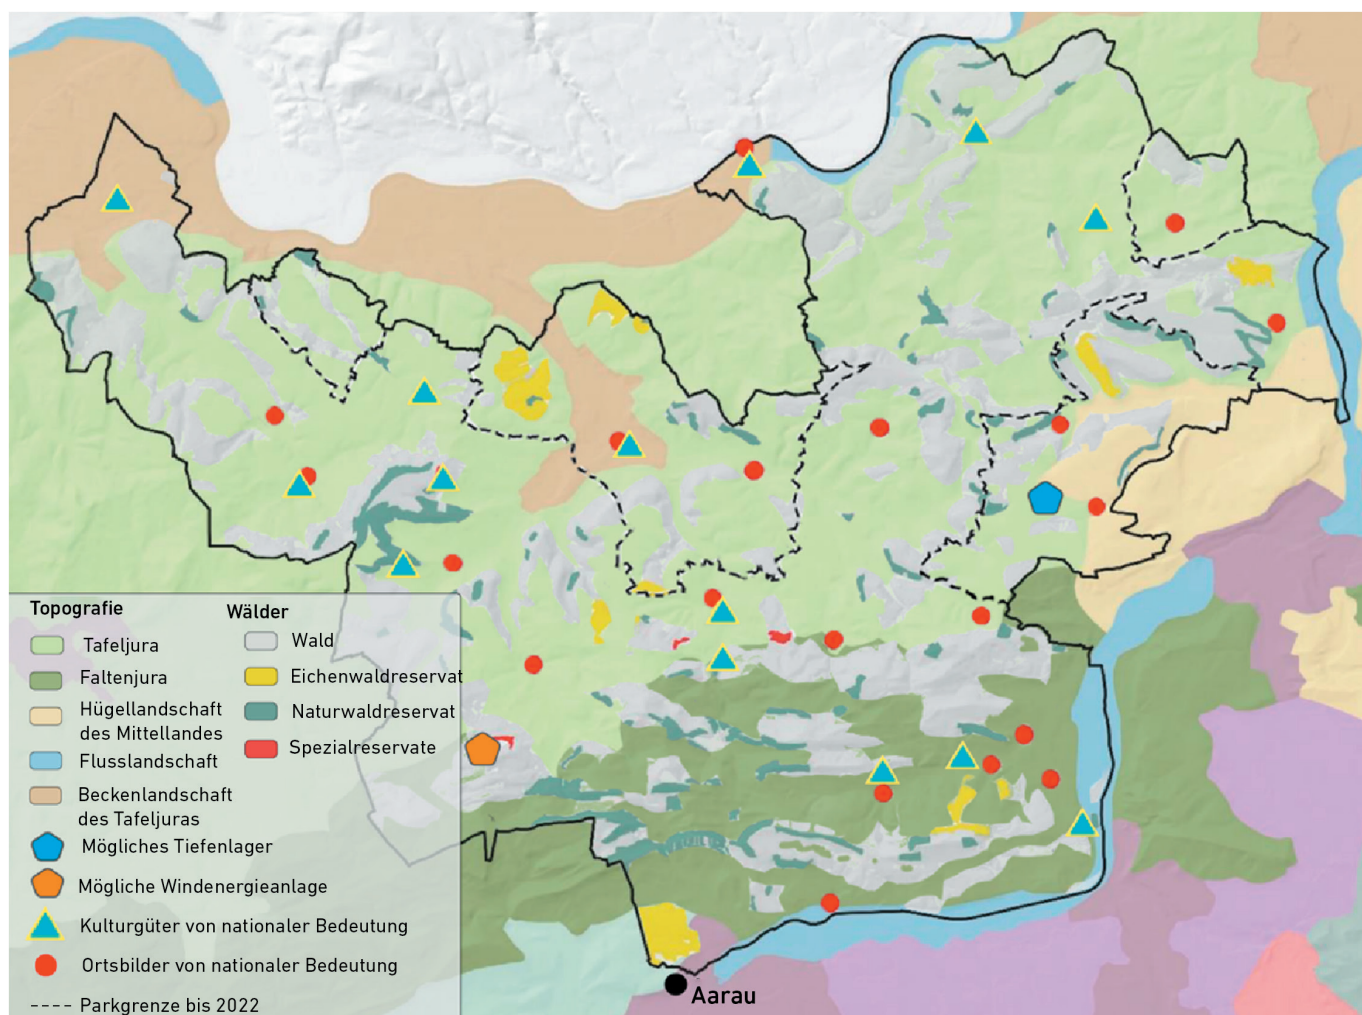 Topografie
Tafeljura
Faltenjura
Hügellandschaft
des Mittellandes
Flusslandschaft
Beckenlandschaft
des Tafeljuras
Mögliches Tiefenlager
Mögliche Windenergieanlage
Kulturgüter von nationaler Bedeutung
Ortsbilder von nationaler Bedeutung
Parkgrenze bis 2022
Wälder
Wald
Eichenwaldreservat
Naturwaldreservat
Spezialreservate
Aarau